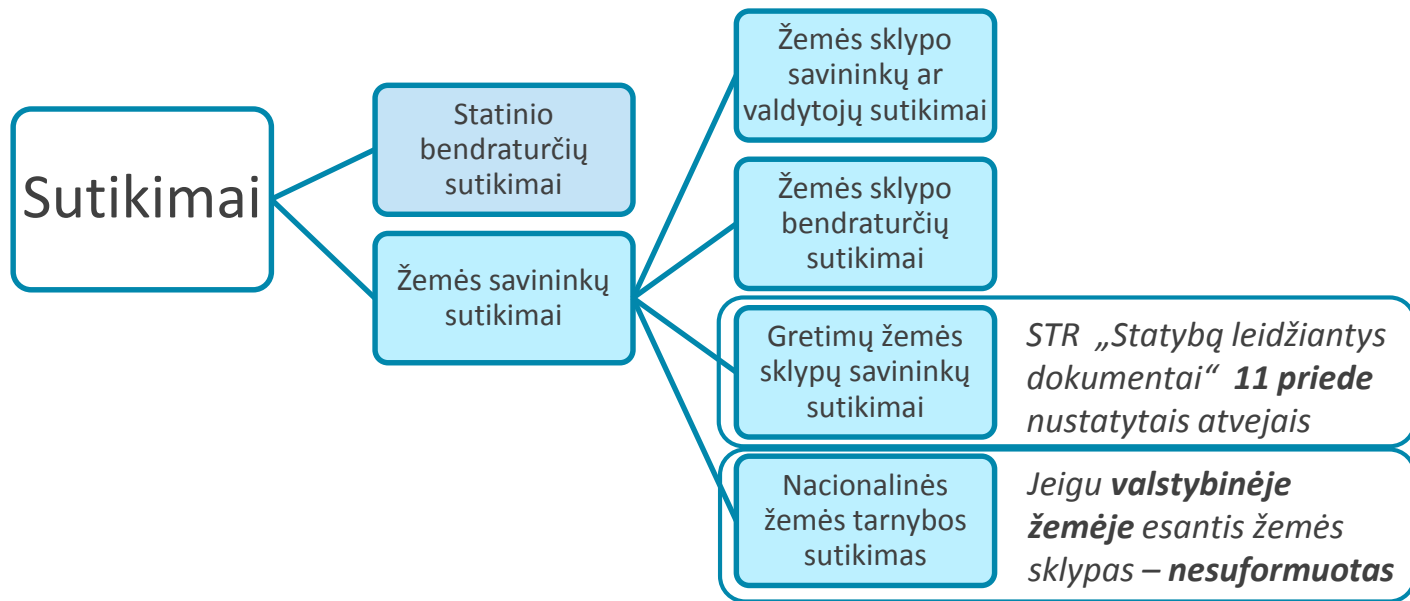 Sutikimai
Statinio
bendraturčių
sutikimai
Žemės savininkų
sutikimai
Žemės sklypo
savininkų ar
valdytojų sutikimai
Žemės sklypo
bendraturčių
sutikimai
Gretimų žemės
sklypų savininkų
sutikimai
STR „Statybą leidžiantys
dokumentai“ 11 priede
nustatytais atvejais
Nacionalinės
žemės tarnybos
sutikimas
Jeigu valstybinėje
žemėje esantis žemės
sklypas – nesuformuotas